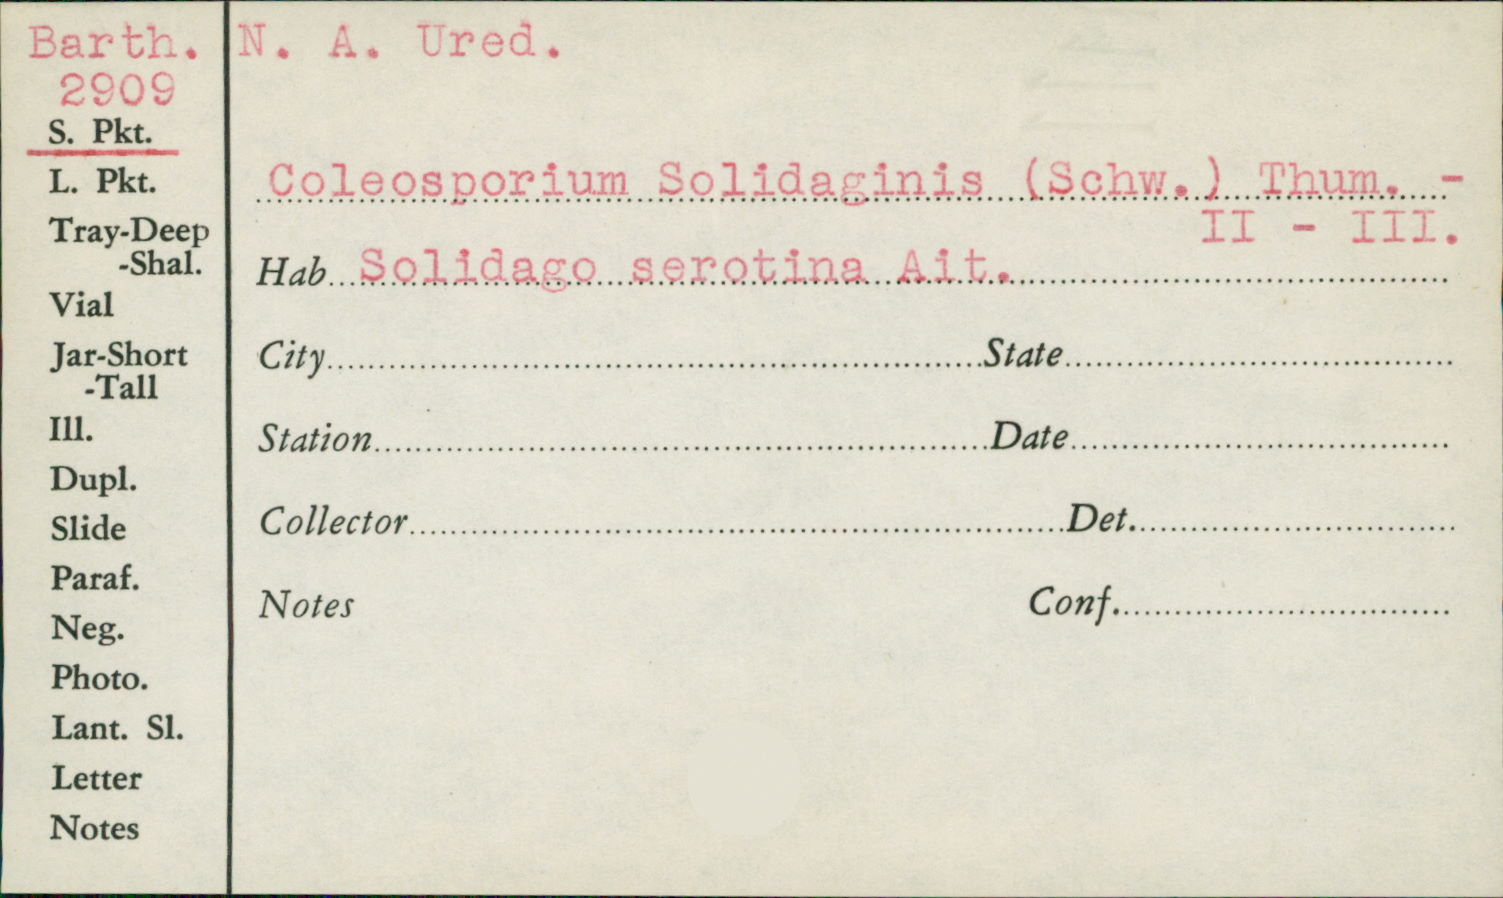 Barth. N. A. Ured.
2909
S. Pkt.
L. Pkt.
Tray-Deep
-Shal.
Vial
Jar-Short
-Tall
Ill.
Dupl.
Slide
Paraf.
Neg.
Photo.
Lant. Sl.
Letter
Notes
Coleosporium Solidaginis (Schw.) Thum. -
II - III.
Hab Solidago serotina Ait.
City State
Station Date
Collector Det.
Notes Conf.